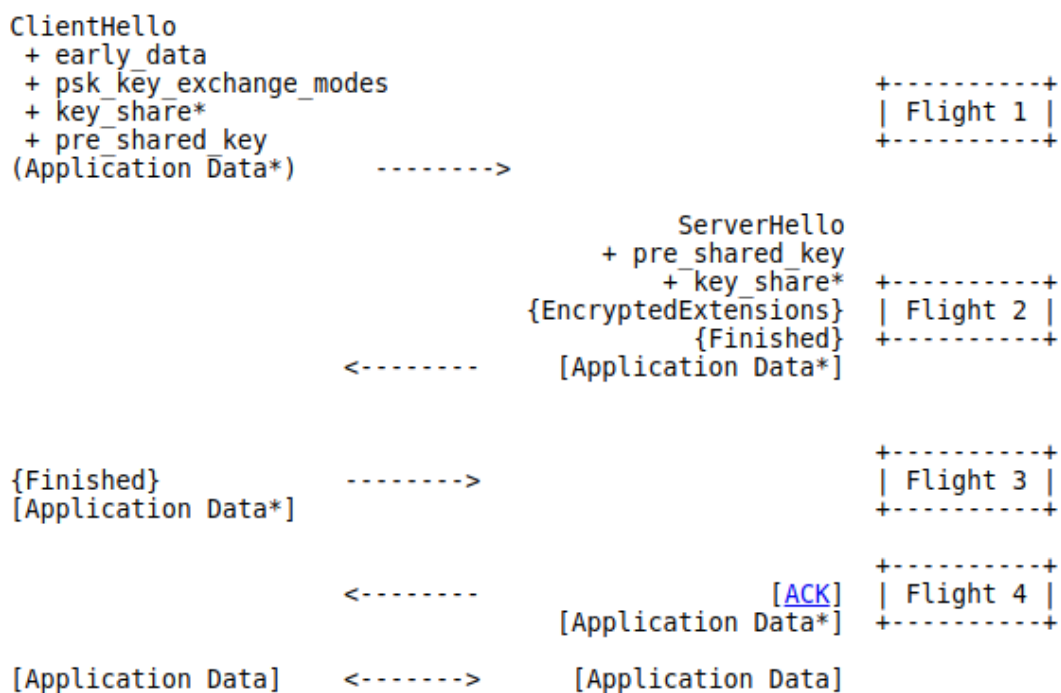 ClientHello
 + early_data
 + psk_key_exchange_modes                                +----------+
 + key_share*                                            | Flight 1 |
 + pre_shared_key                                        +----------+
(Application Data*)     -------->

                                            ServerHello
                                       + pre_shared_key
                                           + key_share*  +----------+
                                  {EncryptedExtensions}  | Flight 2 |
                                             {Finished}  +----------+
                      <--------     [Application Data*]

                                                         +----------+
{Finished}            -------->                          | Flight 3 |
[Application Data*]                                      +----------+

                                                         +----------+
                      <--------                   [ACK]  | Flight 4 |
                                    [Application Data*]  +----------+

[Application Data]    <------->      [Application Data]